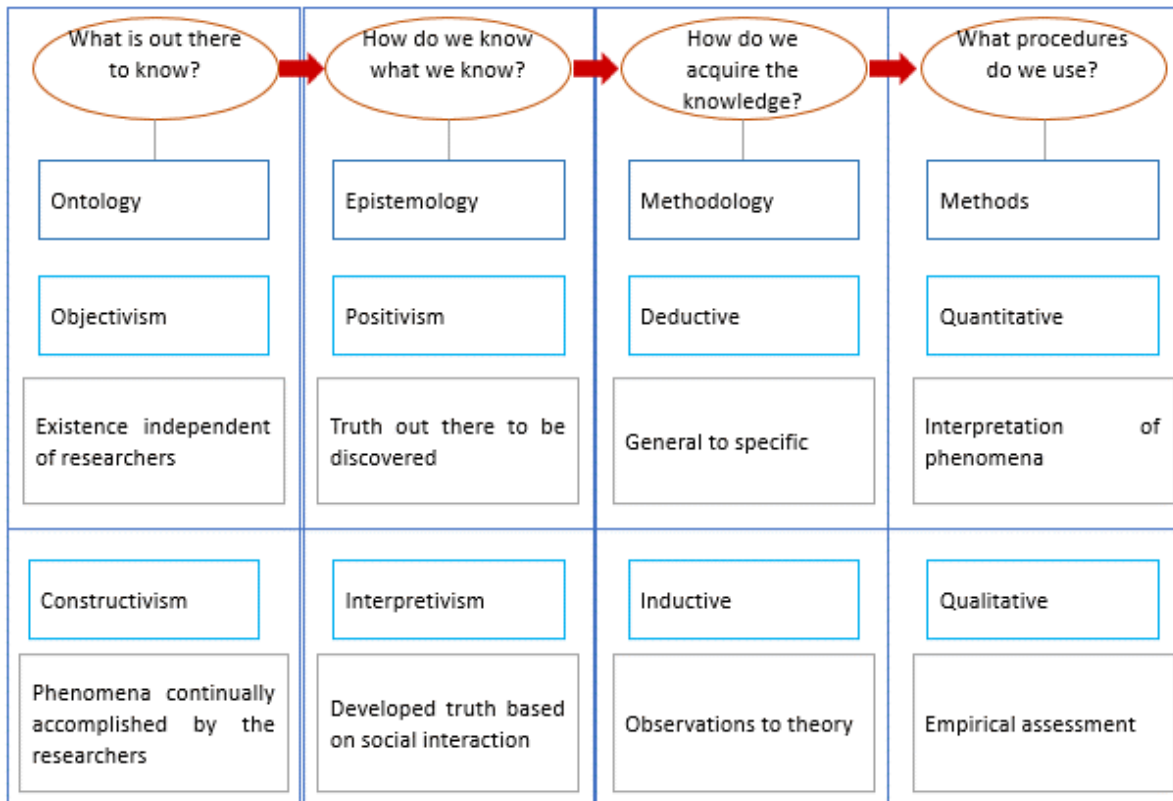 What is out there
to know?
How do we know
what we know?
How do we
acquire the
knowledge?
What procedures
do we use?
Ontology
Epistemology
Methodology
Methods
Objectivism
Positivism
Deductive
Quantitative
Existence independent
of researchers
Truth out there to be
discovered
General to specific
Interpretation of
phenomena
Constructivism
Interpretivism
Inductive
Qualitative
Phenomena continually
accomplished by the
researchers
Developed truth based
on social interaction
Observations to theory
Empirical assessment